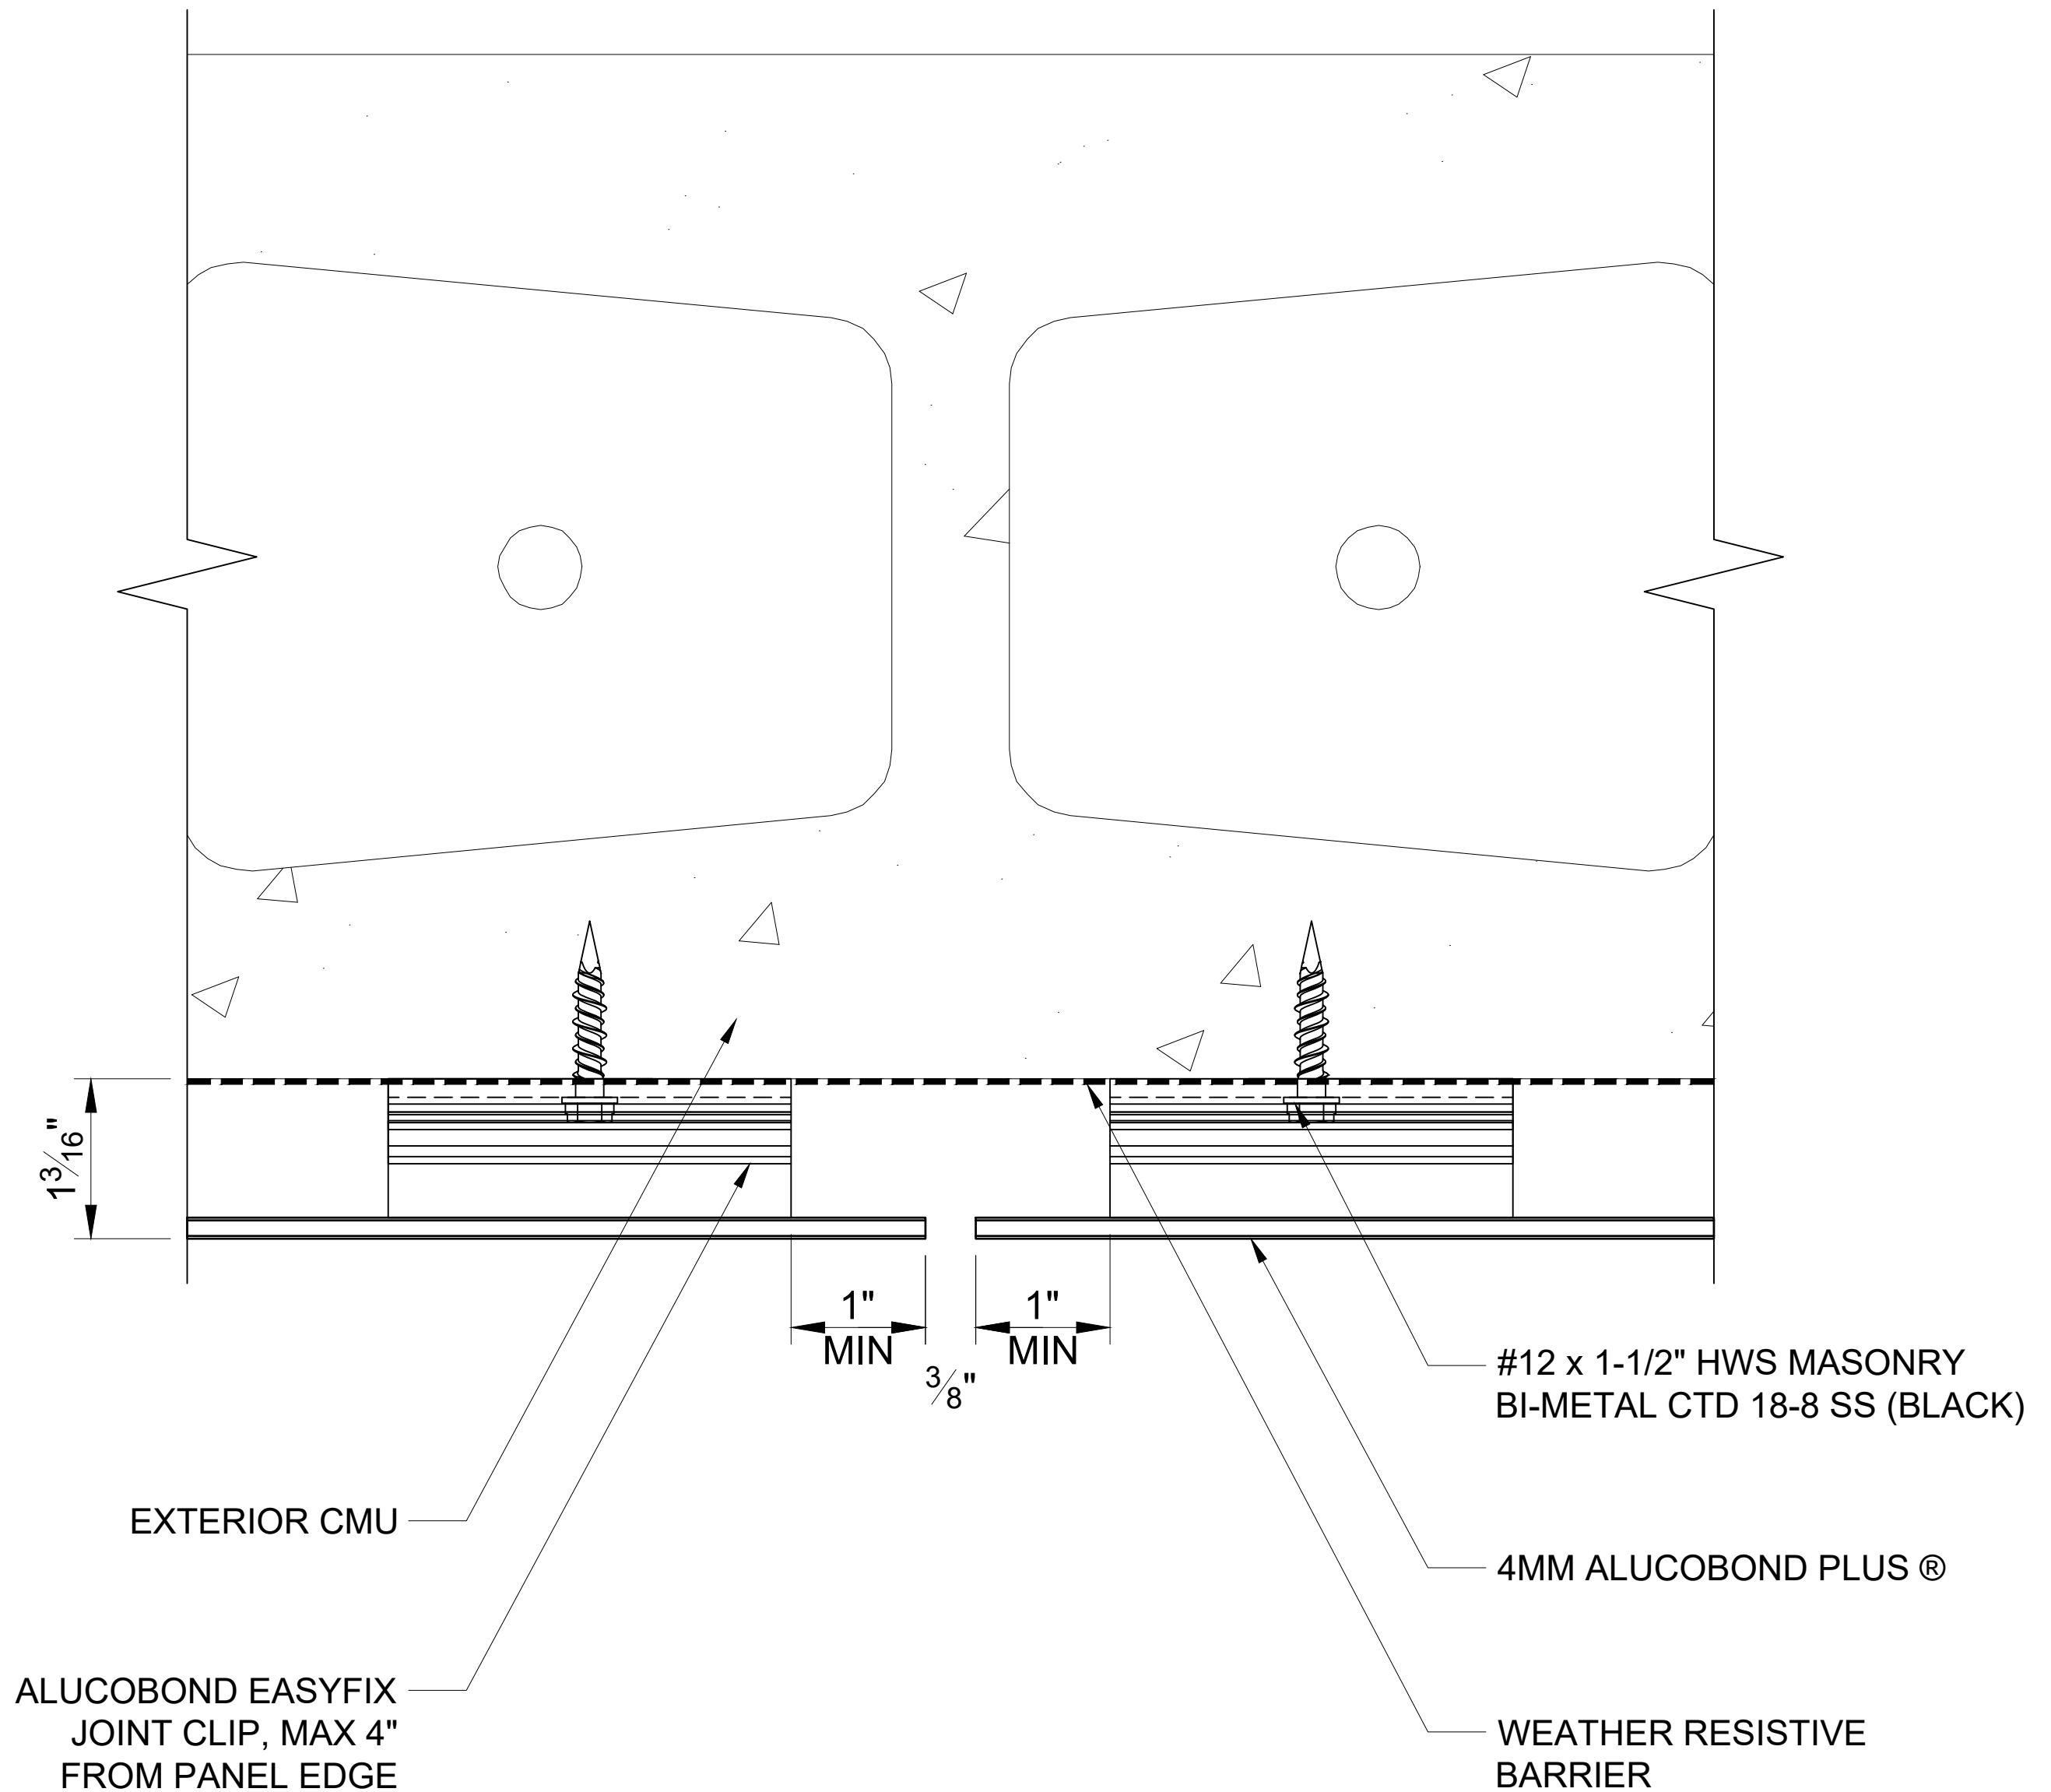 1 3/16"
1"
MIN
1"
MIN
3/8"
#12 x 1-1/2" HWS MASONRY
BI-METAL CTD 18-8 SS (BLACK)
EXTERIOR CMU
4MM ALUCOBOND PLUS ®
ALUCOBOND EASYFIX
JOINT CLIP, MAX 4"
FROM PANEL EDGE
WEATHER RESISTIVE
BARRIER